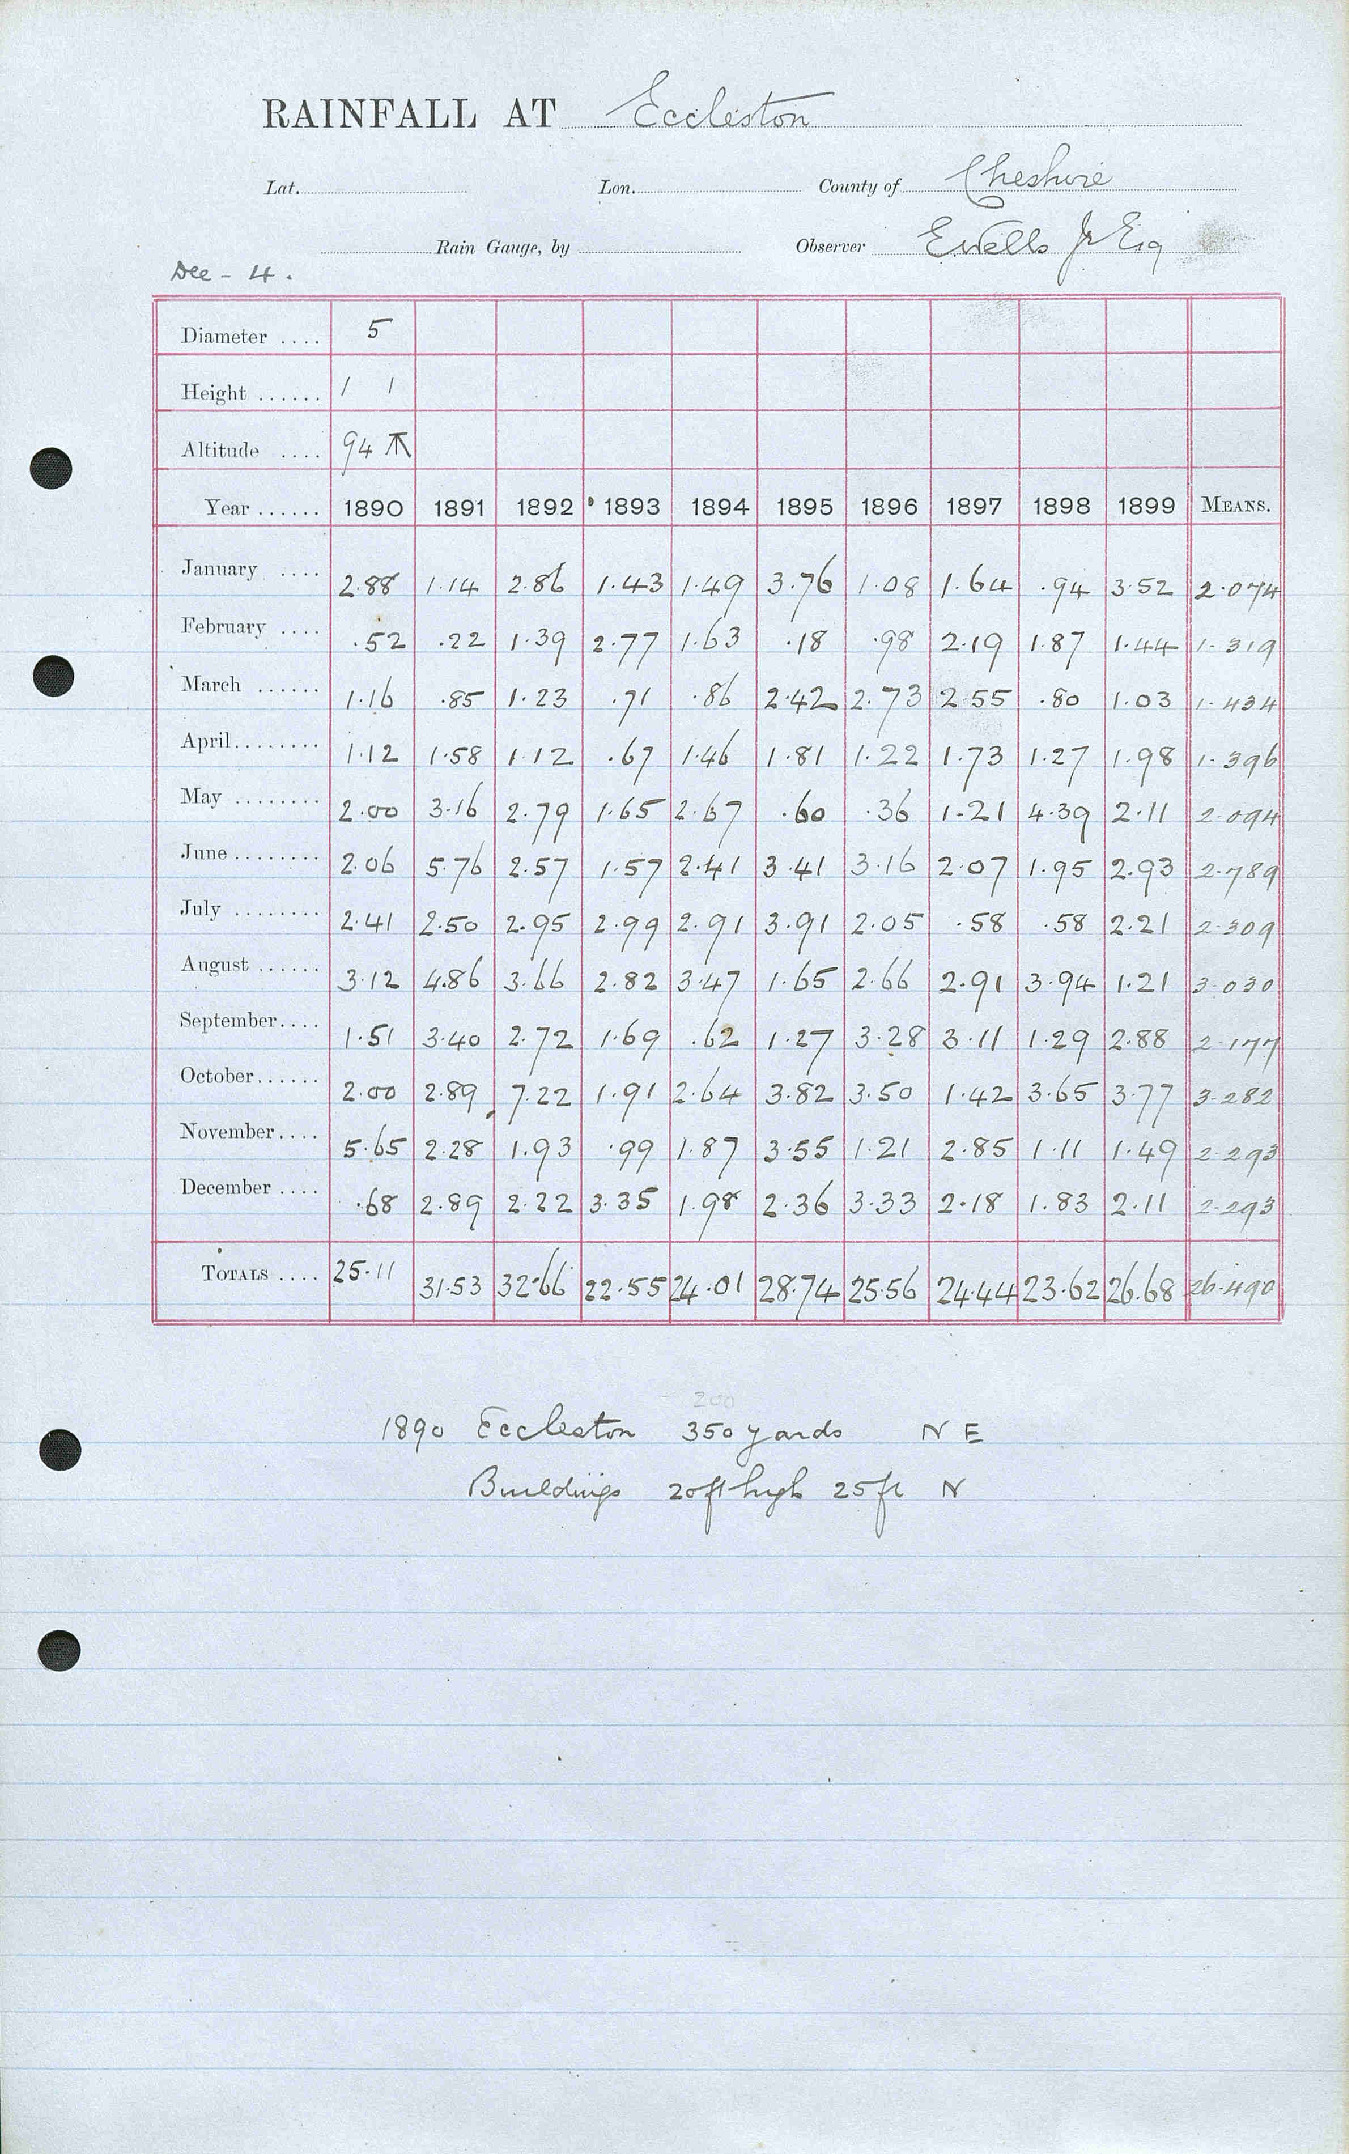 RAINFALL AT Eccleston
Lat. Lon. County of Cheshire
Rain Gauge, by Observer E Wells Jr Esq
Dee - 4.
Diameter .... 5
Height ...... 1 1
Altitude .... 94
Year ...... 1890 1891 1892 1893 1894 1895 1896 1897 1898 1899 MEANS.
January .... 2.88 1.14 2.86 1.43 1.49 3.76 1.08 1.64 .94 3.52 2.074
February .... .52 .22 1.39 2.77 1.63 .18 .98 2.19 1.87 1.44 1.319
March ...... 1.16 .85 1.23 .71 .86 2.42 2.73 2.55 .80 1.03 1.434
April........ 1.12 1.58 1.12 .67 1.46 1.81 1.22 1.73 1.27 1.98 1.396
May ........ 2.00 3.16 2.79 1.65 2.67 .60 .36 1.21 4.39 2.11 2.094
June ........ 2.06 5.76 2.57 1.57 2.41 3.41 3.16 2.07 1.95 2.93 2.789
July ........ 2.41 2.50 2.95 2.99 2.91 3.91 2.05 .58 .58 2.21 2.309
August ...... 3.12 4.86 3.66 2.82 3.47 1.65 2.66 2.91 3.94 1.21 3.030
September.... 1.51 3.40 2.72 1.69 .62 1.27 3.28 3.11 1.29 2.88 2.177
October...... 2.00 2.89 7.22 1.91 2.64 3.82 3.50 1.42 3.65 3.77 3.282
November.... 5.65 2.28 1.93 .99 1.87 3.55 1.21 2.85 1.11 1.49 2.293
December .... .68 2.89 2.22 3.35 1.98 2.36 3.33 2.18 1.83 2.11 2.293
TOTALS .... 25.11 31.53 32.66 22.55 24.01 28.74 25.56 24.44 23.62 26.68 26.490
200
1890 Eccleston 350 yards N E
Buildings 20ft high 25ft N